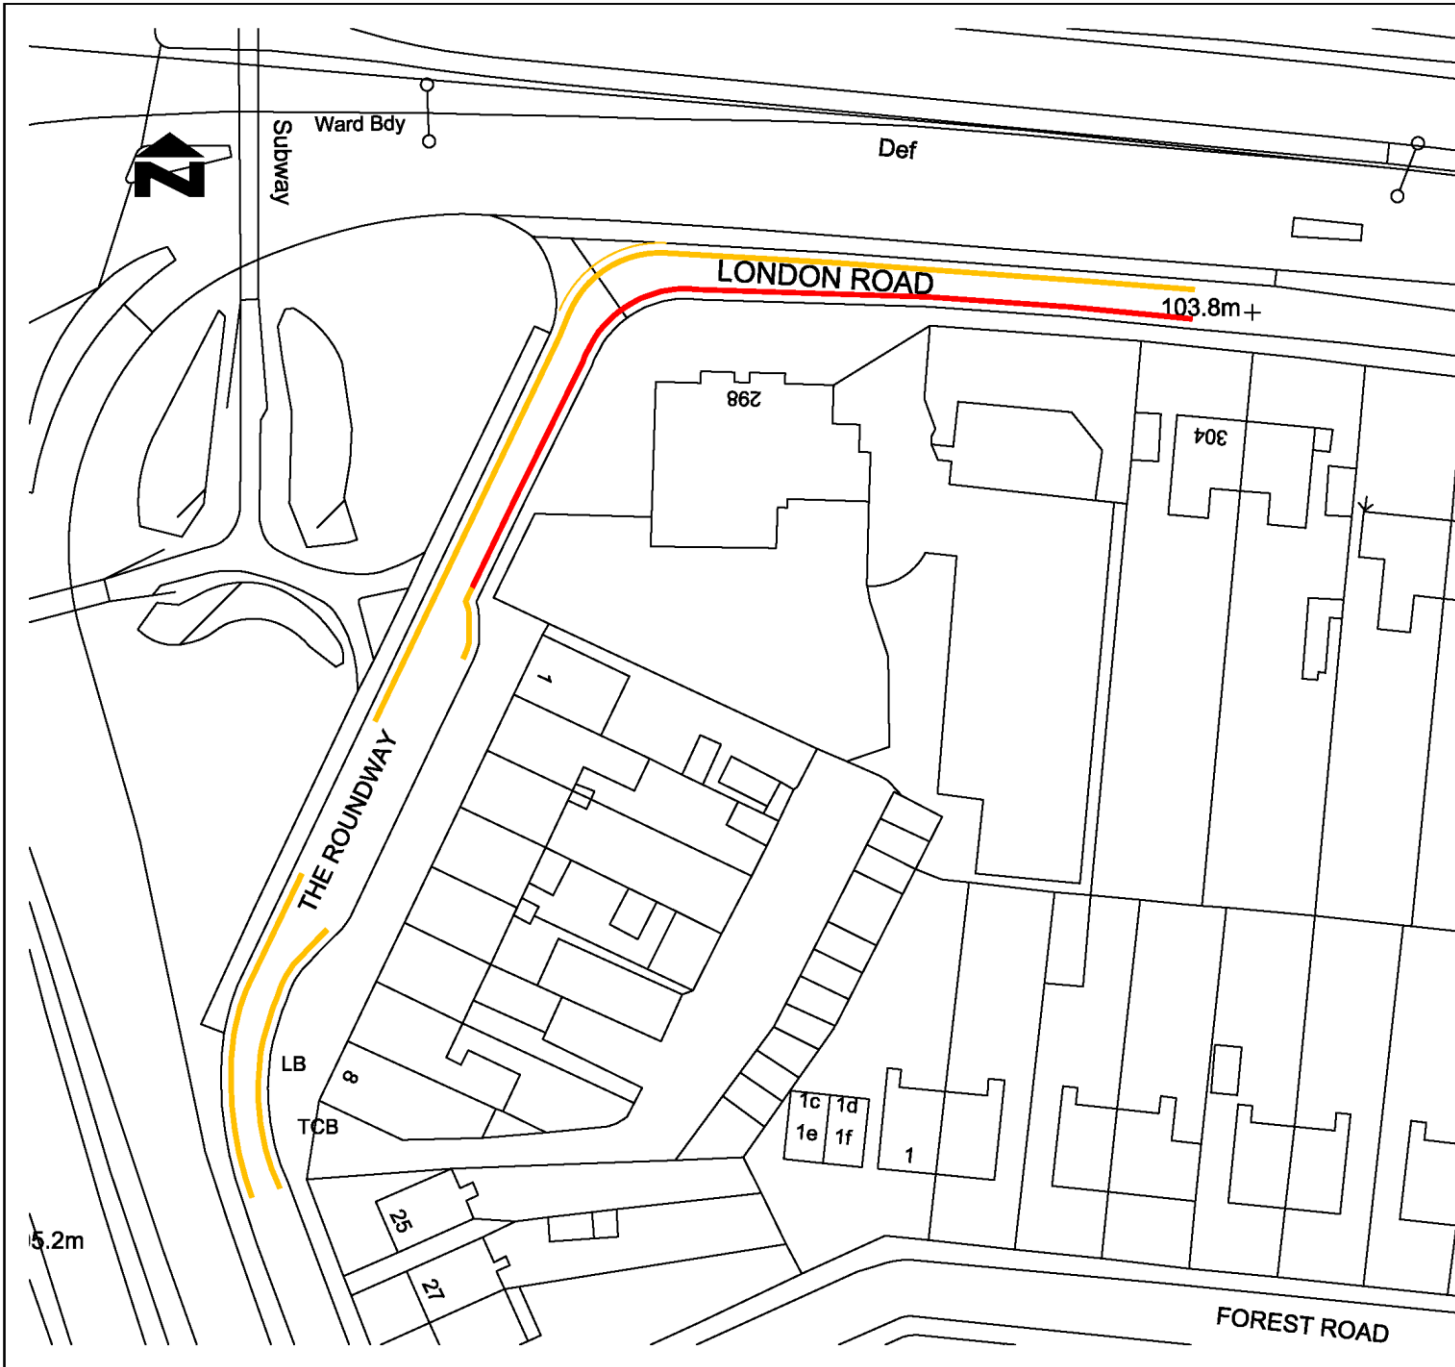 Ward Bdy
Subway
Def
N
LONDON ROAD
103.8m
298
304
1
THE ROUNDWAY
LB
8
TCB
1c 1d
1e 1f
1
25
5.2m
27
FOREST ROAD